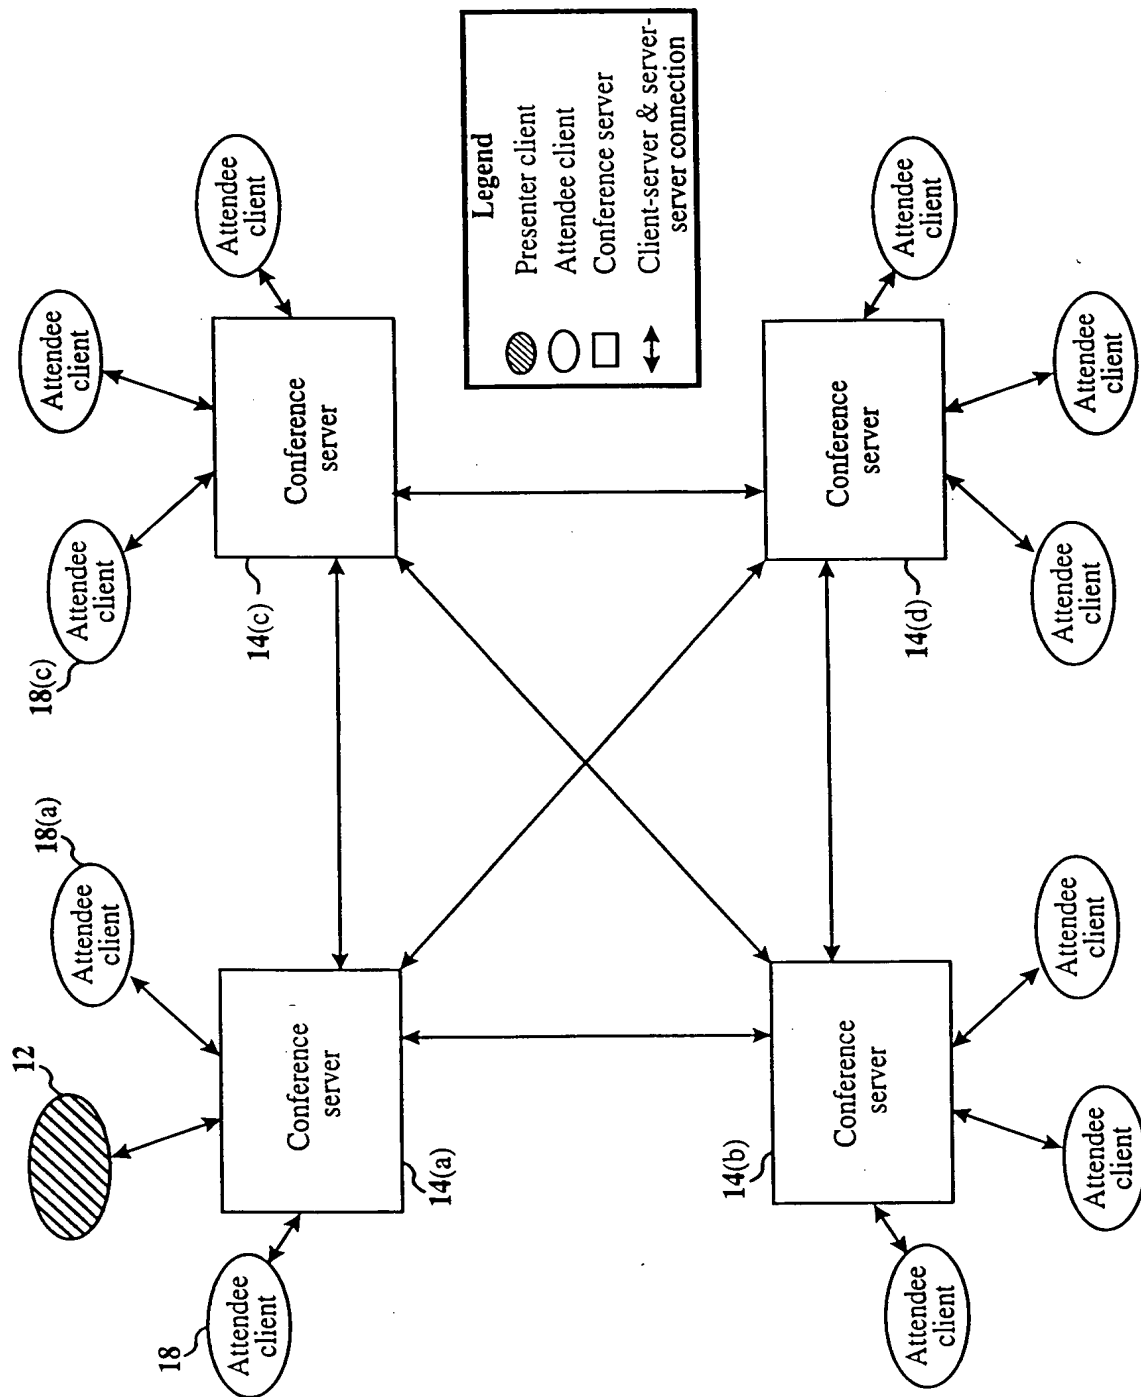 12
18(a)
18(c)
Attendee
client
Attendee
client
Attendee
client
Attendee
client
18
Attendee
client
Conference
server
14(a)
Conference
server
14(c)
Conference
server
14(b)
Conference
server
14(d)
Attendee
client
Attendee
client
Attendee
client
Attendee
client
Attendee
client
Attendee
client
Legend
Presenter client
Attendee client
Conference server
Client-server & server-
server connection